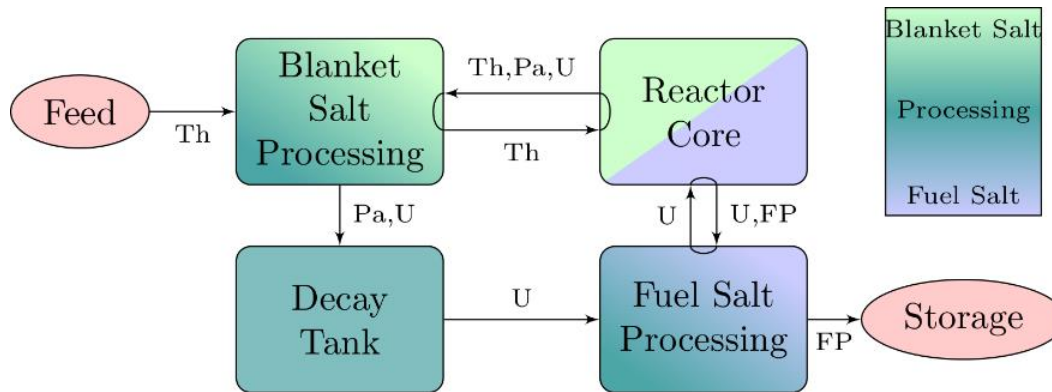 Feed
Th
Blanket
Salt
Processing
Th,Pa,U
Th
Reactor
Core
Blanket Salt
Processing
Fuel Salt
Pa,U
U
U,FP
Decay
Tank
U
Fuel Salt
Processing
FP
Storage